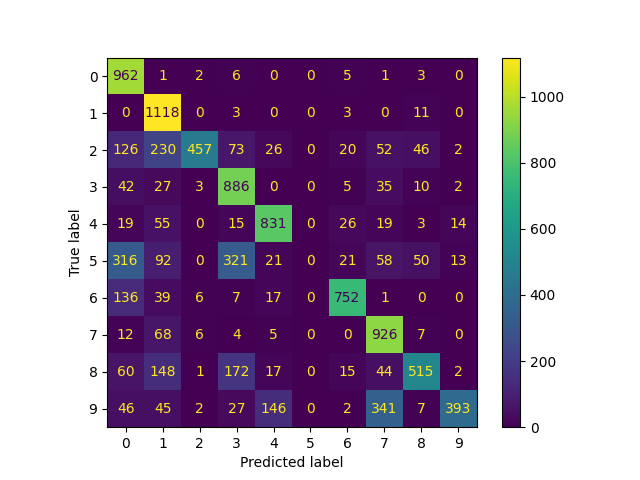 0 962 1 2 6 0 0 5 1 3 0
1 0 1118 0 3 0 0 3 0 11 0
2 126 230 457 73 26 0 20 52 46 2
3 42 27 3 886 0 0 5 35 10 2
4 19 55 0 15 831 0 26 19 3 14
5 316 92 0 321 21 0 21 58 50 13
6 136 39 6 7 17 0 752 1 0 0
7 12 68 6 4 5 0 0 926 7 0
8 60 148 1 172 17 0 15 44 515 2
9 46 45 2 27 146 0 2 341 7 393
0 1 2 3 4 5 6 7 8 9
Predicted label
True label
1000
800
600
400
200
0